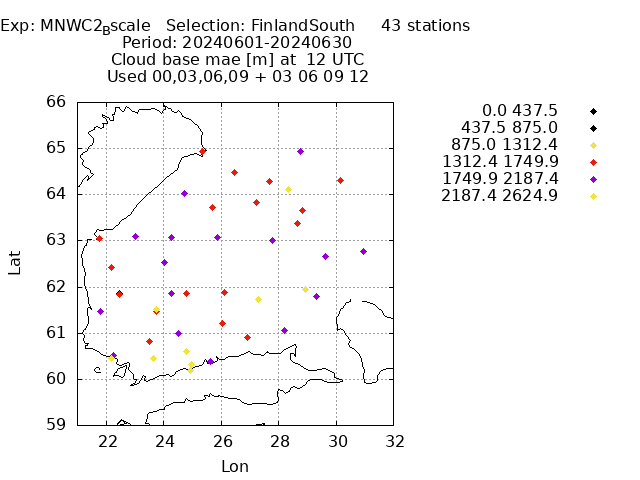 Exp: MNWC2_Bscale   Selection: FinlandSouth     43 stations
Period: 20240601-20240630
Cloud base mae [m] at  12 UTC
Used 00,03,06,09 + 03 06 09 12
0.0 437.5
437.5 875.0
875.0 1312.4
1312.4 1749.9
1749.9 2187.4
2187.4 2624.9
66
65
64
63
62
61
60
59
Lat
22 24 26 28 30 32
Lon